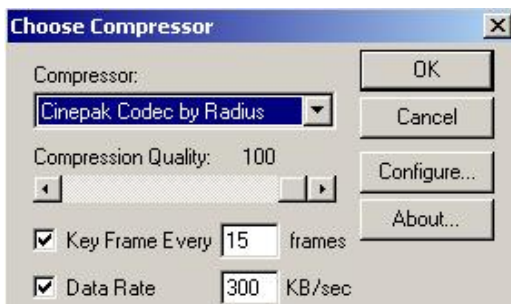 Choose Compressor
Compressor:
Cinepak Codec by Radius
Compression Quality: 100
Key Frame Every 15 frames
Data Rate 300 KB/sec
OK
Cancel
Configure...
About...